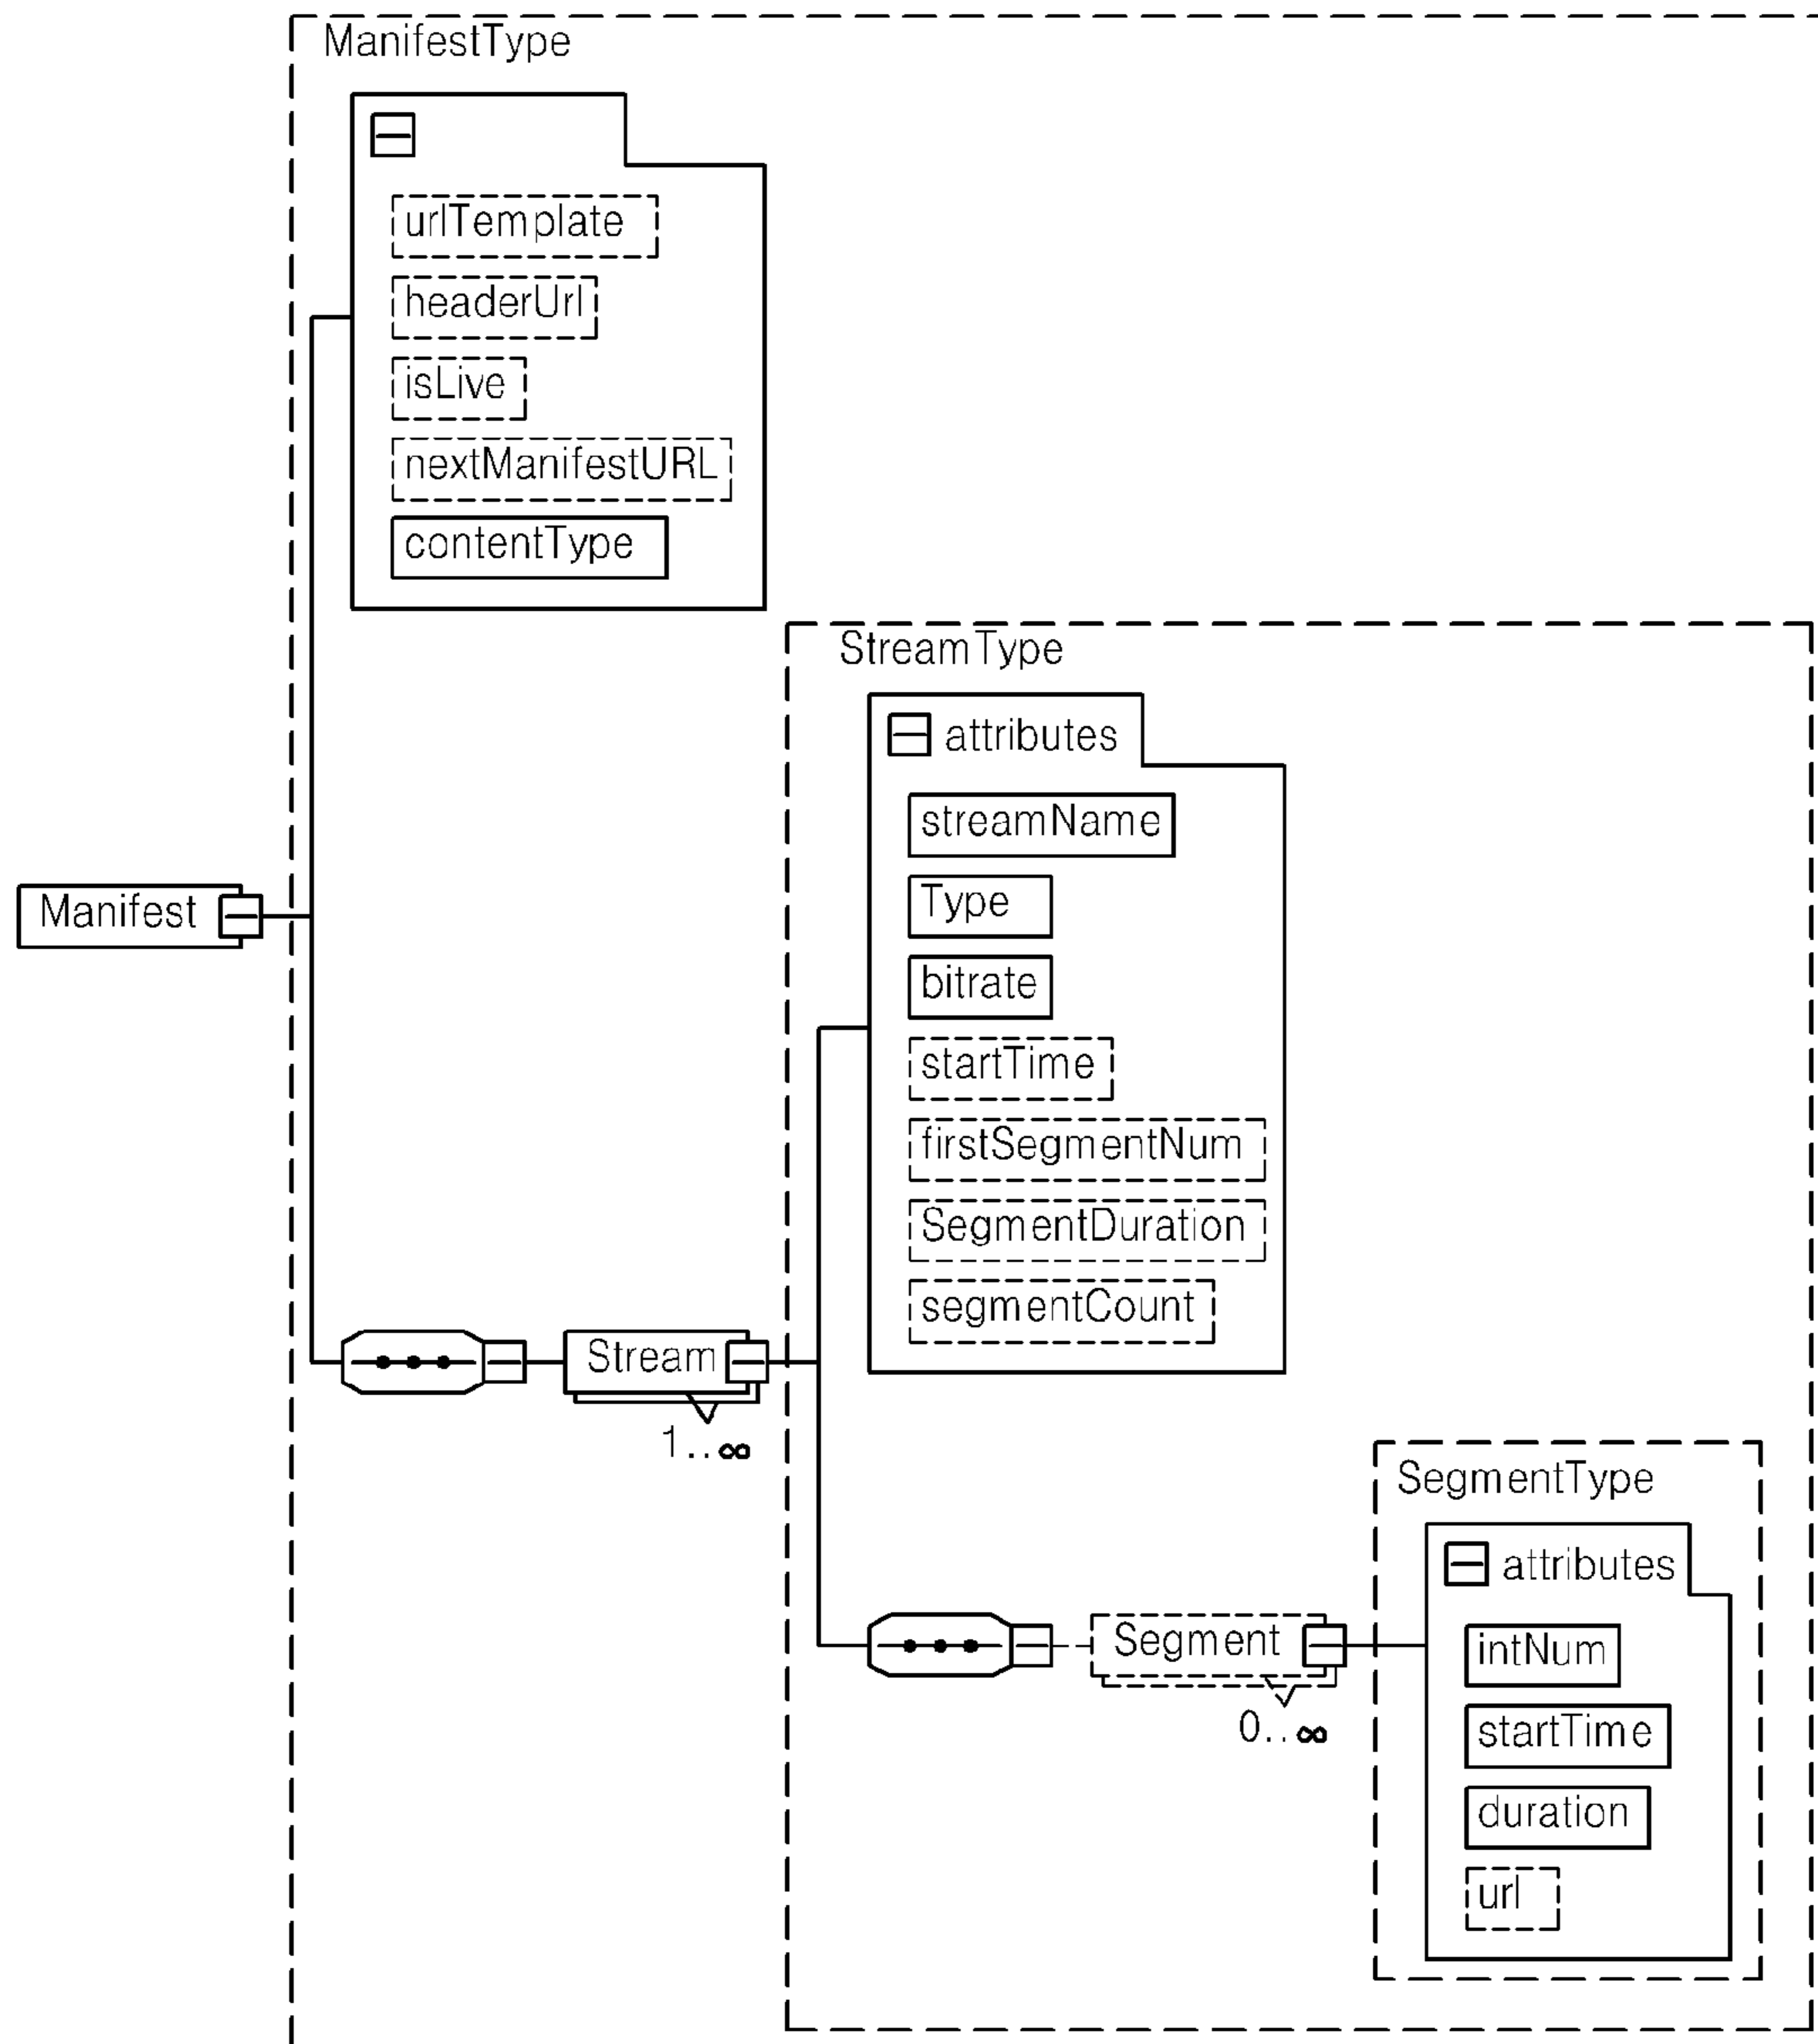 ManifestType
urlTemplate
headerUrl
isLive
nextManifestURL
contentType
StreamType
attributes
streamName
Type
bitrate
startTime
firstSegmentNum
SegmentDuration
segmentCount
Manifest
Stream
1..∞
SegmentType
attributes
intNum
startTime
duration
url
Segment
0..∞